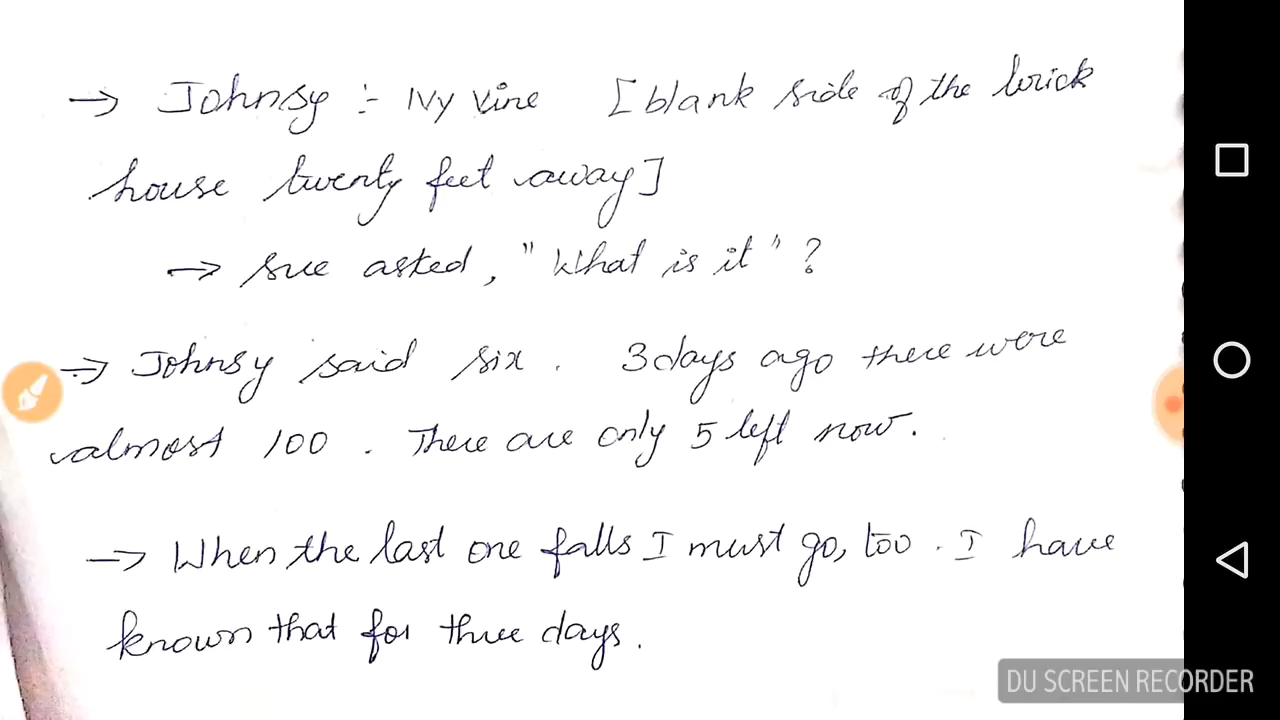 → Johnsy :- Ivy Vine [blank side of the brick
house twenty feet away]
→ Sue asked, "What is it"?
→ Johnsy said six. 3 days ago there were
almost 100. There are only 5 left now.
→ When the last one falls I must go, too. I have
known that for three days.
DU SCREEN RECORDER